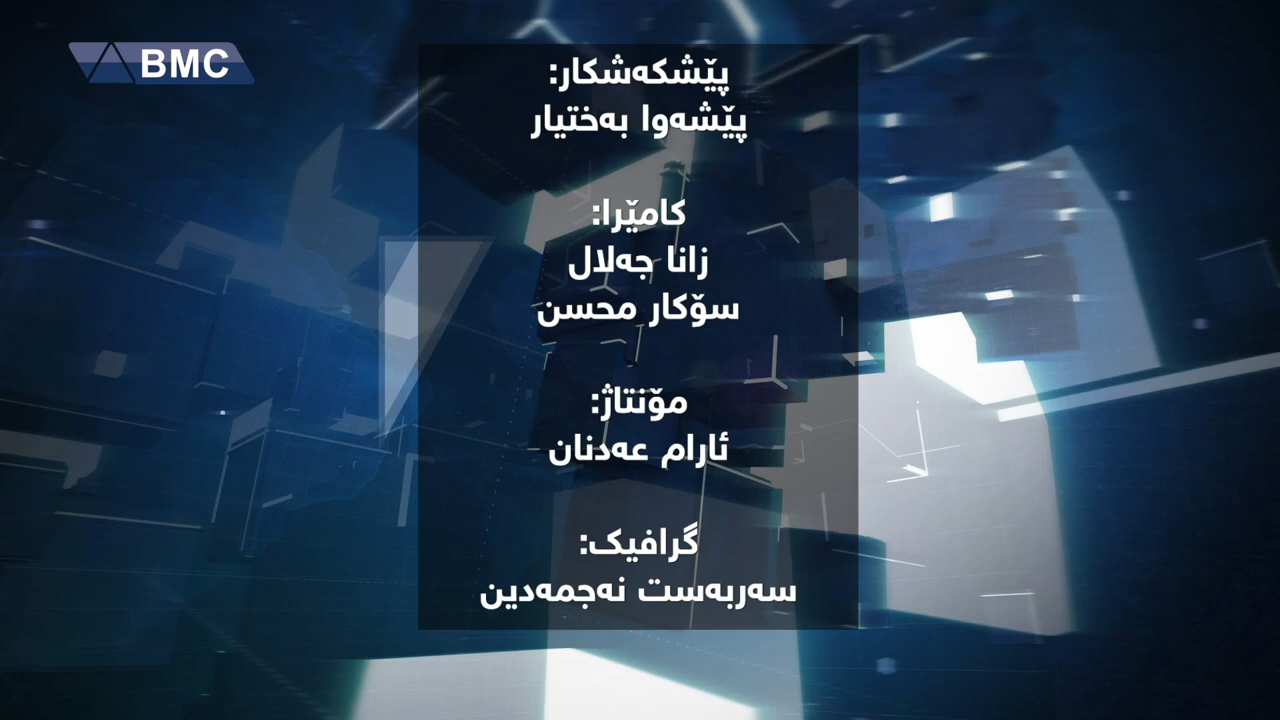 BMC
پێشکەشکار:
پێشەوا بەختیار
کامێرا:
زانا جەلال
سۆکار محسن
مۆنتاژ:
ئارام عەدنان
گرافیک:
سەربەست نەجمەدین